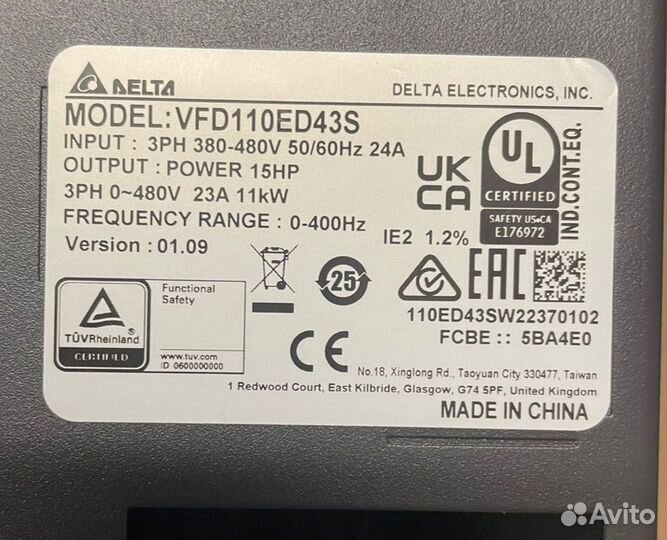 DELTA
DELTA ELECTRONICS, INC.
MODEL: VFD110ED43S
INPUT : 3PH 380-480V 50/60Hz 24A
OUTPUT : POWER 15HP
3PH 0~480V 23A 11kW
FREQUENCY RANGE : 0-400Hz
Version : 01.09
IE2 1.2%
UK
CA
UL
CERTIFIED
SAFETY US•CA
E176972
IND.CONT.EQ.
TÜVRheinland
CERTIFIED
Functional
Safety
www.tuv.com
ID 0600000000
25
EAC
110ED43SW22370102
FCBE :: 5BA4E0
CE
No.18, Xinglong Rd., Taoyuan City 330477, Taiwan
1 Redwood Court, East Kilbride, Glasgow, G74 5PF, United Kingdom
MADE IN CHINA
Avito